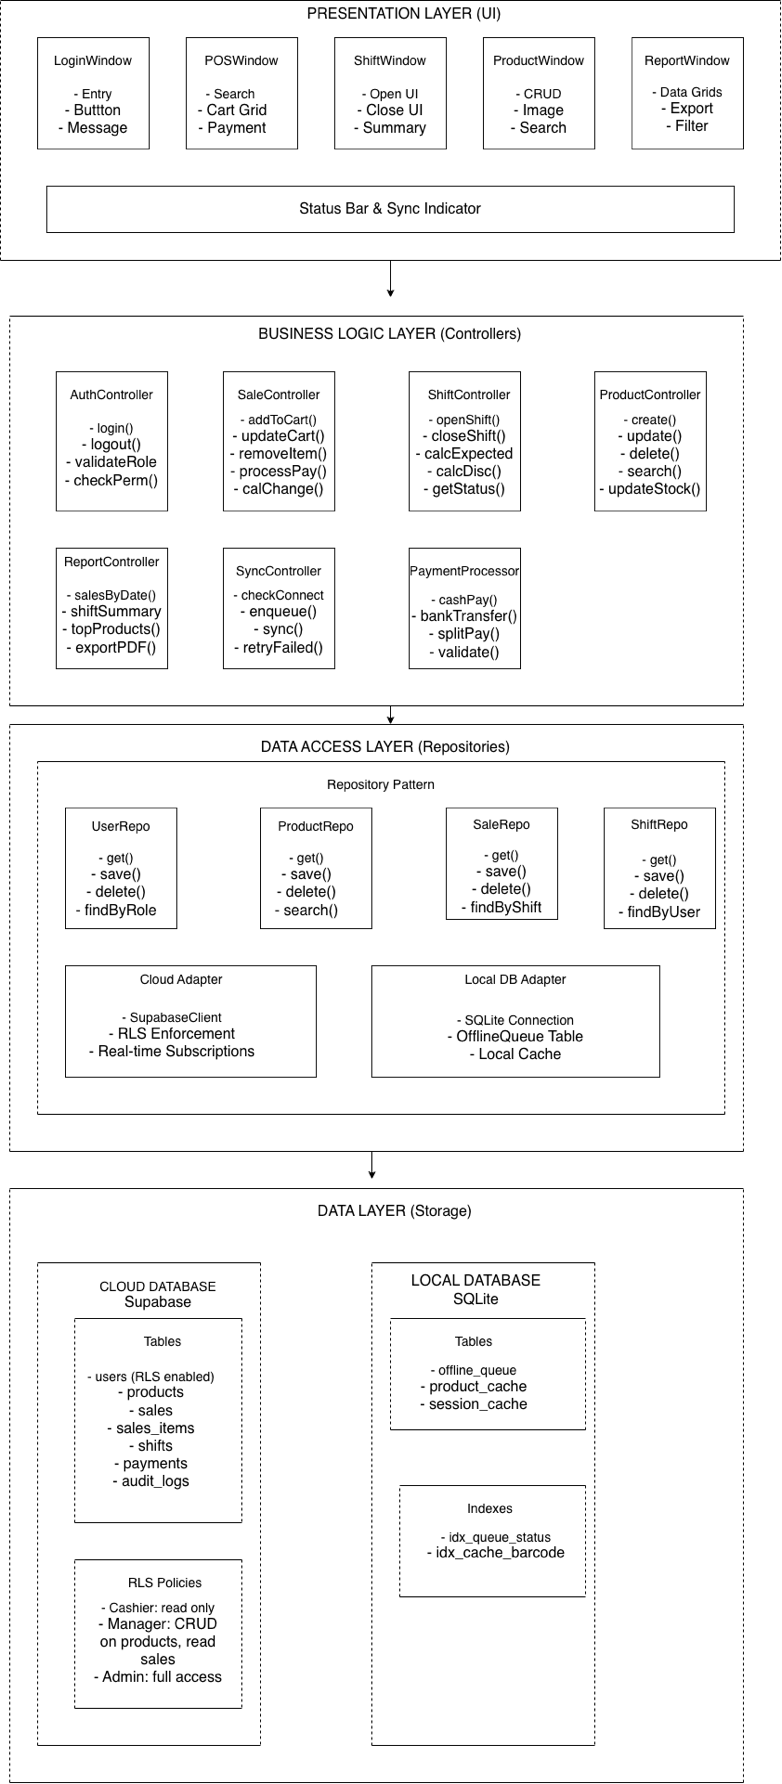 PRESENTATION LAYER (UI)
LoginWindow
- Entry
- Buttton
- Message
POSWindow
- Search
- Cart Grid
- Payment
ShiftWindow
- Open UI
- Close UI
- Summary
ProductWindow
- CRUD
- Image
- Search
ReportWindow
- Data Grids
- Export
- Filter
Status Bar & Sync Indicator
BUSINESS LOGIC LAYER (Controllers)
AuthController
- login()
- logout()
- validateRole
- checkPerm()
SaleController
- addToCart()
- updateCart()
- removeItem()
- processPay()
- calChange()
ShiftController
- openShift()
- closeShift()
- calcExpected
- calcDisc()
- getStatus()
ProductController
- create()
- update()
- delete()
- search()
- updateStock()
ReportController
- salesByDate()
- shiftSummary
- topProducts()
- exportPDF()
SyncController
- checkConnect
- enqueue()
- sync()
- retryFailed()
PaymentProcessor
- cashPay()
- bankTransfer()
- splitPay()
- validate()
DATA ACCESS LAYER (Repositories)
Repository Pattern
UserRepo
- get()
- save()
- delete()
- findByRole
ProductRepo
- get()
- save()
- delete()
- search()
SaleRepo
- get()
- save()
- delete()
- findByShift
ShiftRepo
- get()
- save()
- delete()
- findByUser
Cloud Adapter
- SupabaseClient
- RLS Enforcement
- Real-time Subscriptions
Local DB Adapter
- SQLite Connection
- OfflineQueue Table
- Local Cache
DATA LAYER (Storage)
CLOUD DATABASE
Supabase
Tables
- users (RLS enabled)
- products
- sales
- sales_items
- shifts
- payments
- audit_logs
RLS Policies
- Cashier: read only
- Manager: CRUD
on products, read
sales
- Admin: full access
LOCAL DATABASE
SQLite
Tables
- offline_queue
- product_cache
- session_cache
Indexes
- idx_queue_status
- idx_cache_barcode